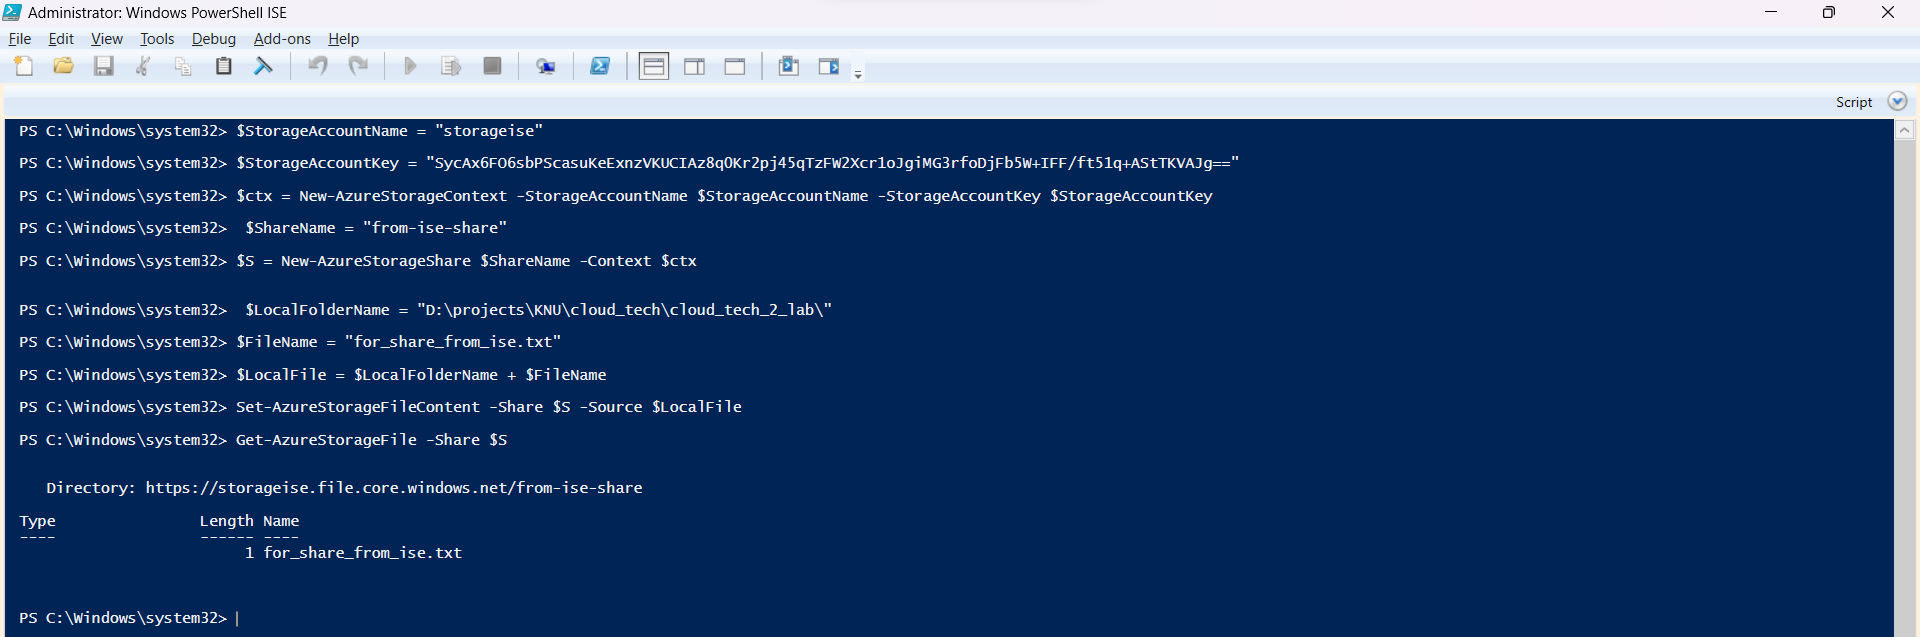 Administrator: Windows PowerShell ISE
File Edit View Tools Debug Add-ons Help
Script
PS C:\Windows\system32> $StorageAccountName = "storageise"
PS C:\Windows\system32> $StorageAccountKey = "SycAx6FO6sbPScasuKeExnzVKUCIAz8qOKr2pj45qTzFW2Xcr1oJgiMG3rfoDjFb5W+IFF/ft51q+AStTKVAJg=="
PS C:\Windows\system32> $ctx = New-AzureStorageContext -StorageAccountName $StorageAccountName -StorageAccountKey $StorageAccountKey
PS C:\Windows\system32>  $ShareName = "from-ise-share"
PS C:\Windows\system32> $S = New-AzureStorageShare $ShareName -Context $ctx
PS C:\Windows\system32>  $LocalFolderName = "D:\projects\KNU\cloud_tech\cloud_tech_2_lab\"
PS C:\Windows\system32> $FileName = "for_share_from_ise.txt"
PS C:\Windows\system32> $LocalFile = $LocalFolderName + $FileName
PS C:\Windows\system32> Set-AzureStorageFileContent -Share $S -Source $LocalFile
PS C:\Windows\system32> Get-AzureStorageFile -Share $S
Directory: https://storageise.file.core.windows.net/from-ise-share
Type Length Name
---- ------ ----
1 for_share_from_ise.txt
PS C:\Windows\system32>